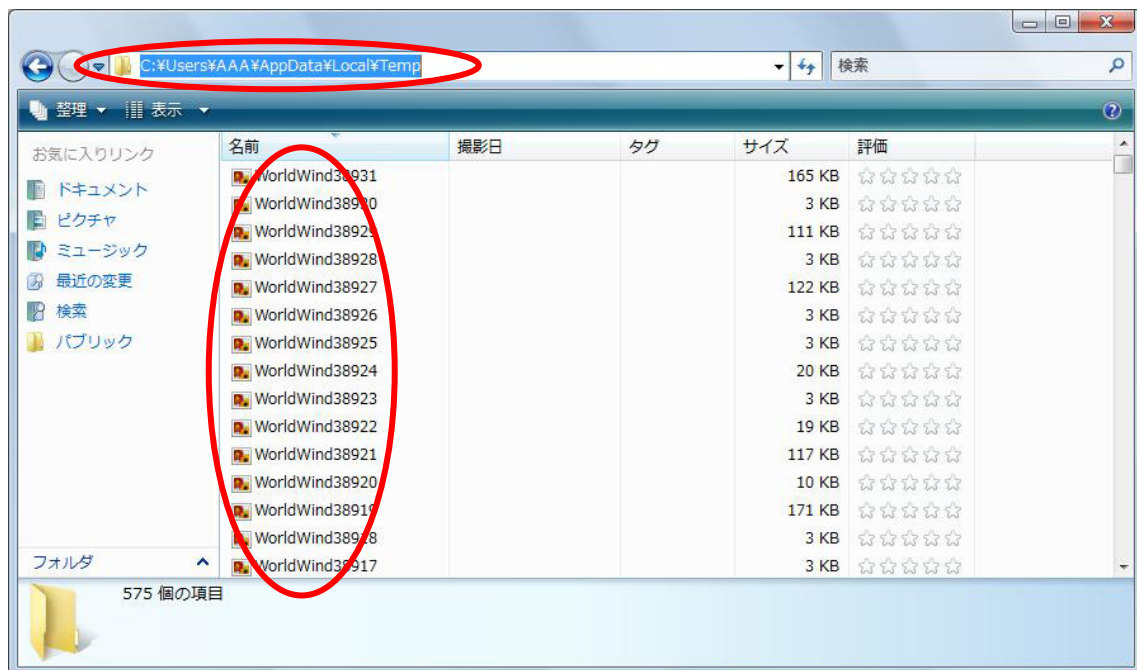 C:¥Users¥AAA¥AppData¥Local¥Temp
検索
整理 表示
お気に入りリンク
ドキュメント
ピクチャ
ミュージック
最近の変更
検索
パブリック
フォルダ
名前 撮影日 タグ サイズ 評価
WorldWind38931 165 KB
WorldWind38930 3 KB
WorldWind38929 111 KB
WorldWind38928 3 KB
WorldWind38927 122 KB
WorldWind38926 3 KB
WorldWind38925 3 KB
WorldWind38924 20 KB
WorldWind38923 3 KB
WorldWind38922 19 KB
WorldWind38921 117 KB
WorldWind38920 10 KB
WorldWind38919 171 KB
WorldWind38918 3 KB
WorldWind38917 3 KB
575 個の項目